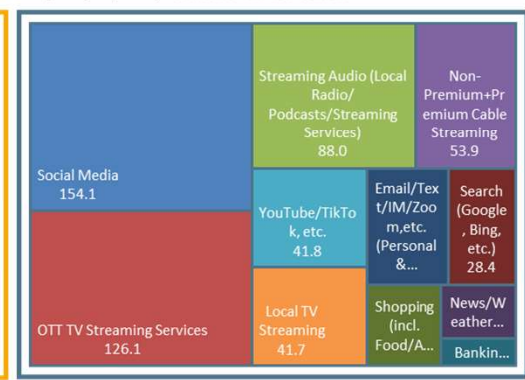 Social Media
154.1
OTT TV Streaming Services
126.1
Streaming Audio (Local
Radio/
Podcasts/Streaming
Services)
88.0
Non-
Premium+Pr
emium Cable
Streaming
53.9
YouTube/TikTo
k, etc.
41.8
Local TV
Streaming
41.7
Email/Tex
t/IM/Zoo
m,etc.
(Personal
&...
Search
(Google
, Bing,
etc.)
28.4
Shopping
(incl.
Food/A...
News/W
eather...
Bankin...